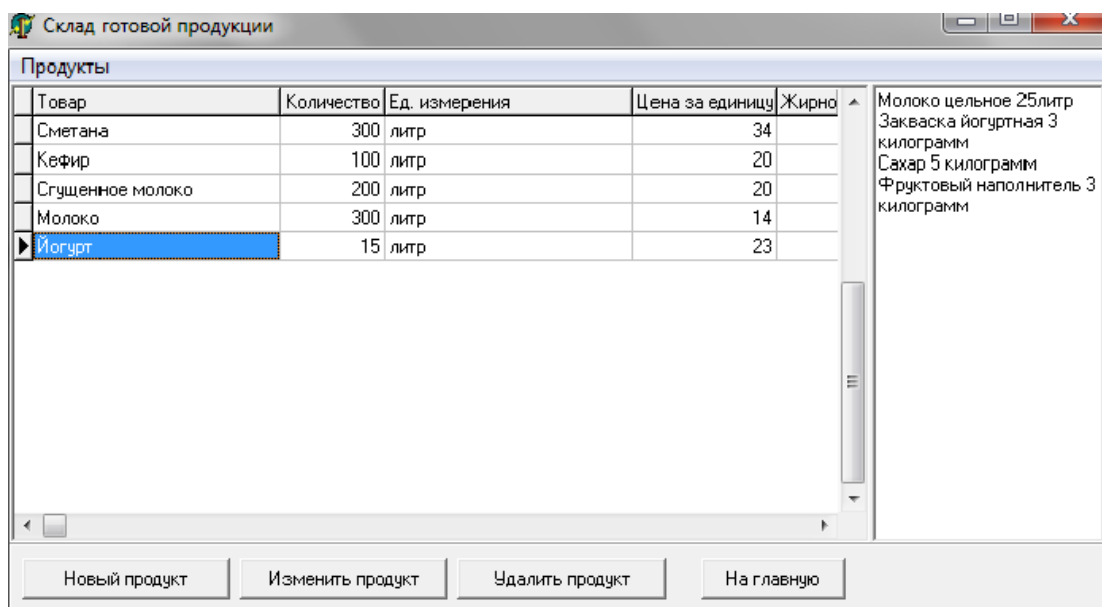 Склад готовой продукции
Продукты
Товар Количество Ед. измерения Цена за единицу Жирно
Сметана 300 литр 34
Кефир 100 литр 20
Сгущенное молоко 200 литр 20
Молоко 300 литр 14
Йогурт 15 литр 23
Молоко цельное 25литр
Закваска йогуртная 3
килограмм
Сахар 5 килограмм
Фруктовый наполнитель 3
килограмм
Новый продукт Изменить продукт Удалить продукт На главную